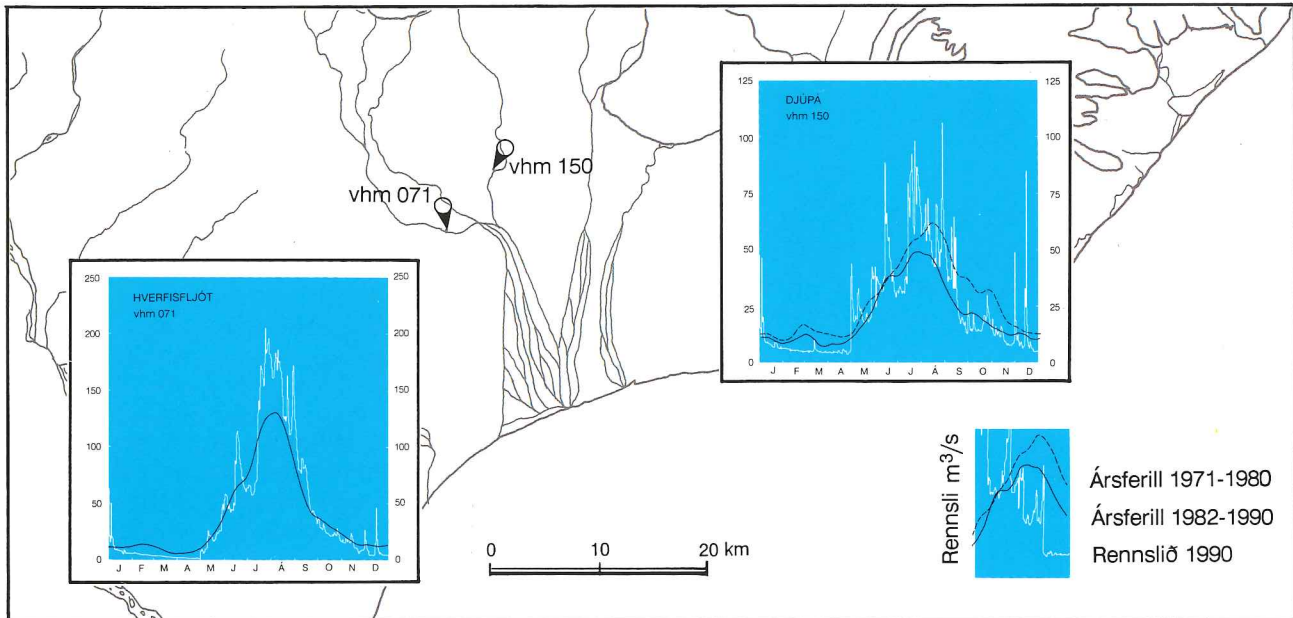 vhm 150
vhm 071
DJÚPÁ
vhm 150
125
100
75
50
25
0
125
100
75
50
25
0
J F M A M J J Á S O N D
HVERFISFLJÓT
vhm 071
250
200
150
100
50
0
250
200
150
100
50
0
J F M A M J J Á S O N D
0 10 20 km
Rennsli m³/s
Ársferill 1971-1980
Ársferill 1982-1990
Rennslið 1990